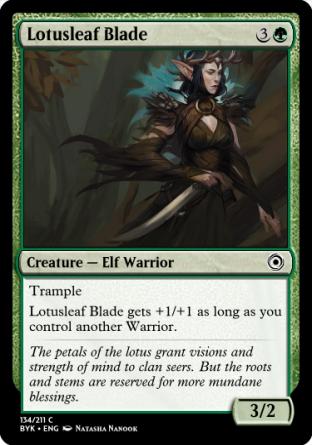 Lotusleaf Blade 3
Creature — Elf Warrior
Trample
Lotusleaf Blade gets +1/+1 as long as you
control another Warrior.
The petals of the lotus grant visions and
strength of mind to clan seers. But the roots
and stems are reserved for more mundane
blessings.
3/2
134/211 C
BYK • ENG Natasha Nanook